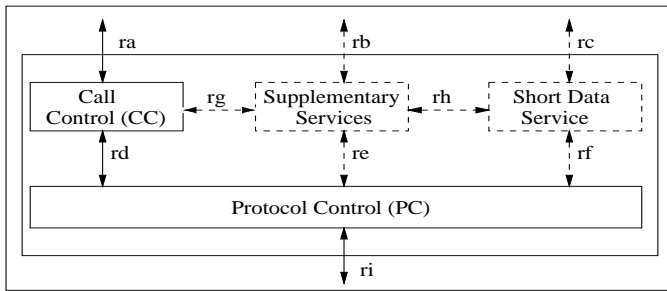 ra rb rc
Call
Control (CC)
rg
Supplementary
Services
rh
Short Data
Service
rd re rf
Protocol Control (PC)
ri